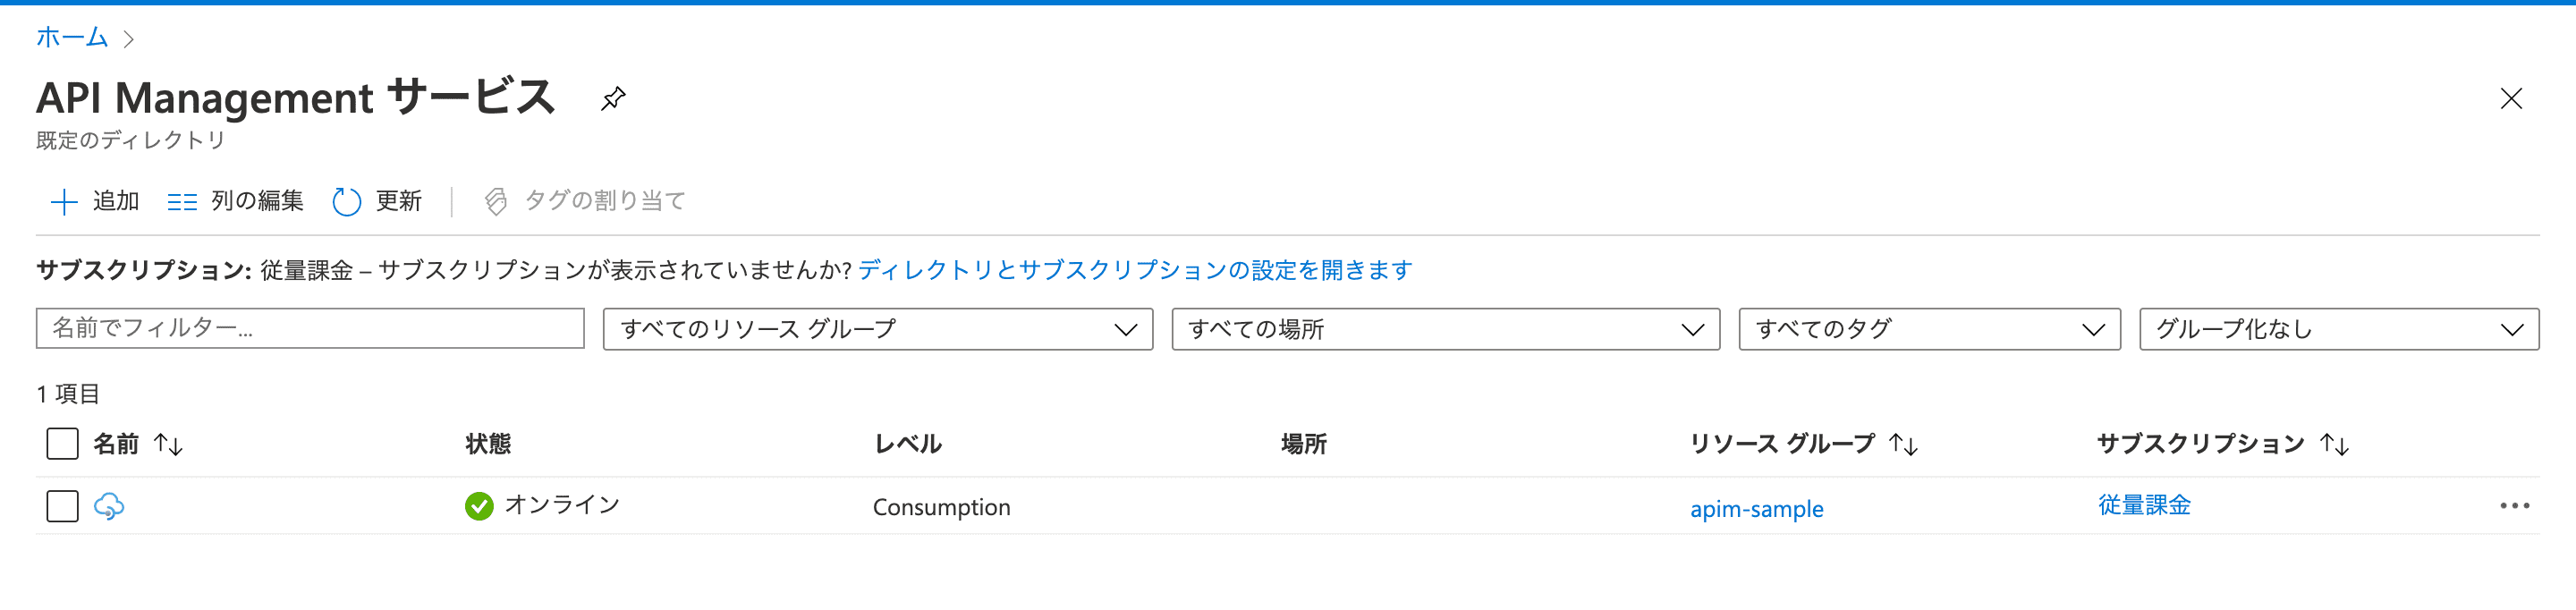 ホーム
API Management サービス
既定のディレクトリ
追加 列の編集 更新 タグの割り当て
サブスクリプション: 従量課金 – サブスクリプションが表示されていませんか? ディレクトリとサブスクリプションの設定を開きます
名前でフィルター... すべてのリソース グループ すべての場所 すべてのタグ グループ化なし
1 項目
名前 状態 レベル 場所 リソース グループ サブスクリプション
オンライン Consumption apim-sample 従量課金